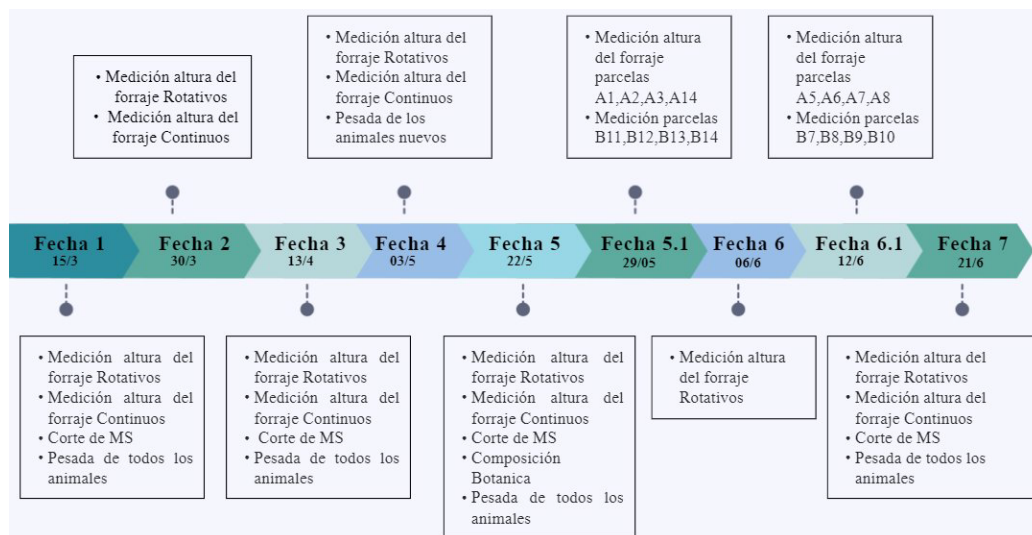 • Medición altura del
forraje Rotativos
• Medición altura del
forraje Continuos
• Medición altura del
forraje Rotativos
• Medición altura del
forraje Continuos
• Pesada de los
animales nuevos
• Medición altura
del forraje
parcelas
A1,A2,A3,A14
• Medición parcelas
B11,B12,B13,B14
• Medición altura
del forraje
parcelas
A5,A6,A7,A8
• Medición parcelas
B7,B8,B9,B10
Fecha 1
15/3
Fecha 2
30/3
Fecha 3
13/4
Fecha 4
03/5
Fecha 5
22/5
Fecha 5.1
29/05
Fecha 6
06/6
Fecha 6.1
12/6
Fecha 7
21/6
• Medición altura del
forraje Rotativos
• Medición altura del
forraje Continuos
• Corte de MS
• Pesada de todos los
animales
• Medición altura del
forraje Rotativos
• Medición altura del
forraje Continuos
• Corte de MS
• Pesada de todos los
animales
• Medición altura del
forraje Rotativos
• Medición altura del
forraje Continuos
• Corte de MS
• Composición
Botanica
• Pesada de todos los
animales
• Medición altura
del forraje
Rotativos
• Medición altura del
forraje Rotativos
• Medición altura del
forraje Continuos
• Corte de MS
• Pesada de todos los
animales